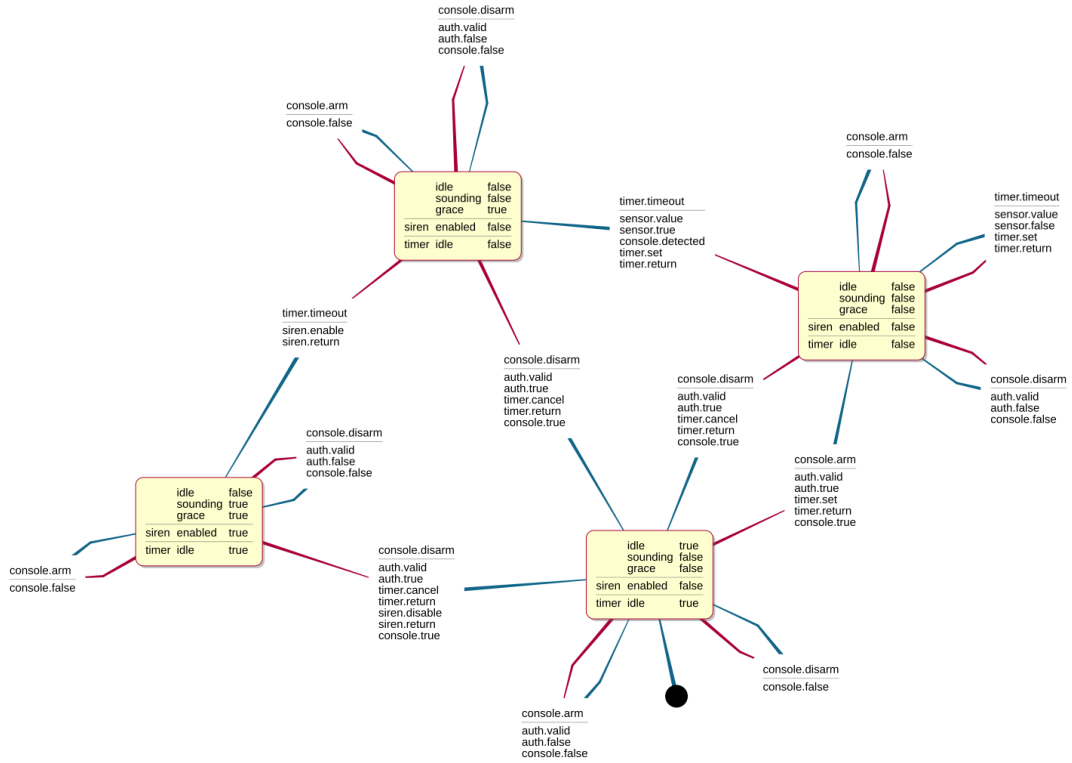 console.disarm
auth.valid
auth.false
console.false
console.arm
console.false
idle false
sounding false
grace true
siren enabled false
timer idle false
console.arm
console.false
timer.timeout
sensor.value
sensor.false
timer.set
timer.return
timer.timeout
sensor.value
sensor.true
console.detected
timer.set
timer.return
idle false
sounding false
grace false
siren enabled false
timer idle false
timer.timeout
siren.enable
siren.return
console.disarm
auth.valid
auth.true
timer.cancel
timer.return
console.true
console.disarm
auth.valid
auth.true
timer.cancel
timer.return
console.true
console.disarm
auth.valid
auth.false
console.false
console.disarm
auth.valid
auth.false
console.false
console.arm
auth.valid
auth.true
timer.set
timer.return
console.true
idle false
sounding true
grace true
siren enabled true
timer idle true
console.arm
console.false
console.disarm
auth.valid
auth.true
timer.cancel
timer.return
siren.disable
siren.return
console.true
idle true
sounding false
grace false
siren enabled false
timer idle true
console.disarm
console.false
console.arm
auth.valid
auth.false
console.false